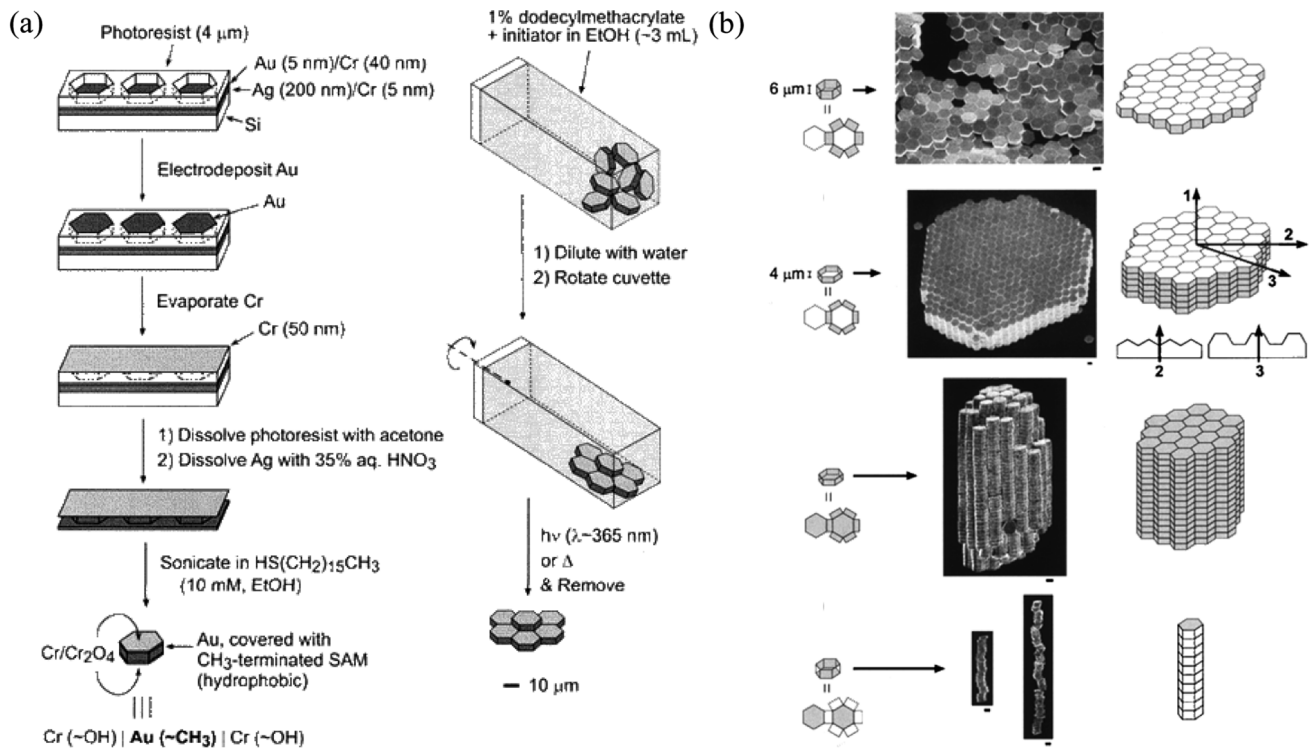 (a)
Photoresist (4 μm)
Au (5 nm)/Cr (40 nm)
Ag (200 nm)/Cr (5 nm)
Si
Electrodeposit Au
Au
Evaporate Cr
Cr (50 nm)
1) Dissolve photoresist with acetone
2) Dissolve Ag with 35% aq. HNO3
Sonicate in HS(CH2)15CH3
(10 mM, EtOH)
Cr/Cr2O4
Au, covered with
CH3-terminated SAM
(hydrophobic)
Cr (~OH) | Au (~CH3) | Cr (~OH)
1% dodecylmethacrylate
+ initiator in EtOH (~3 mL)
1) Dilute with water
2) Rotate cuvette
hν (λ~365 nm)
or Δ
& Remove
10 μm
(b)
6 μm
4 μm
1
2
3
2
3